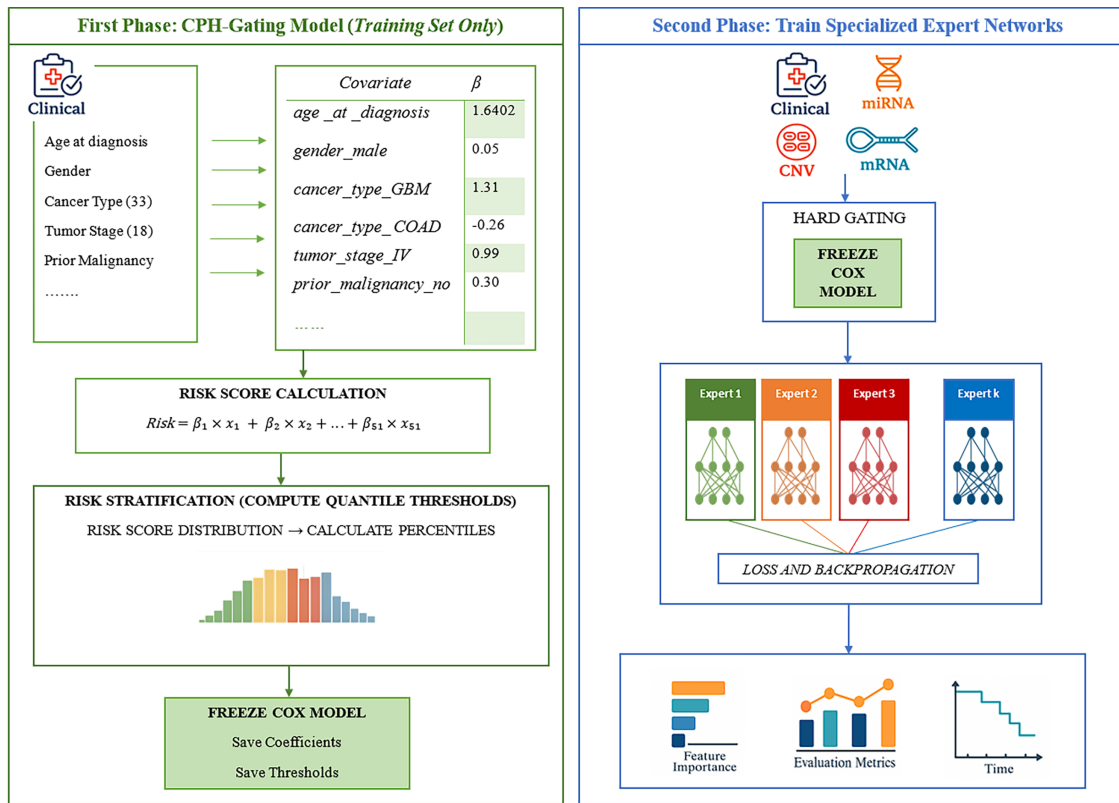 First Phase: CPH-Gating Model (Training Set Only)
Clinical
Age at diagnosis
Gender
Cancer Type (33)
Tumor Stage (18)
Prior Malignancy
…….
Covariate β
age _at _diagnosis 1.6402
gender_male 0.05
cancer_type_GBM 1.31
cancer_type_COAD -0.26
tumor_stage_IV 0.99
prior_malignancy_no 0.30
… …
RISK SCORE CALCULATION
Risk = β₁ × x₁ + β₂ × x₂ + ... + β₅₁ × x₅₁
RISK STRATIFICATION (COMPUTE QUANTILE THRESHOLDS)
RISK SCORE DISTRIBUTION → CALCULATE PERCENTILES
FREEZE COX MODEL
Save Coefficients
Save Thresholds
Second Phase: Train Specialized Expert Networks
Clinical
miRNA
CNV
mRNA
HARD GATING
FREEZE
COX
MODEL
Expert 1 Expert 2 Expert 3 Expert k
LOSS AND BACKPROPAGATION
Feature
Importance
Evaluation Metrics
Time